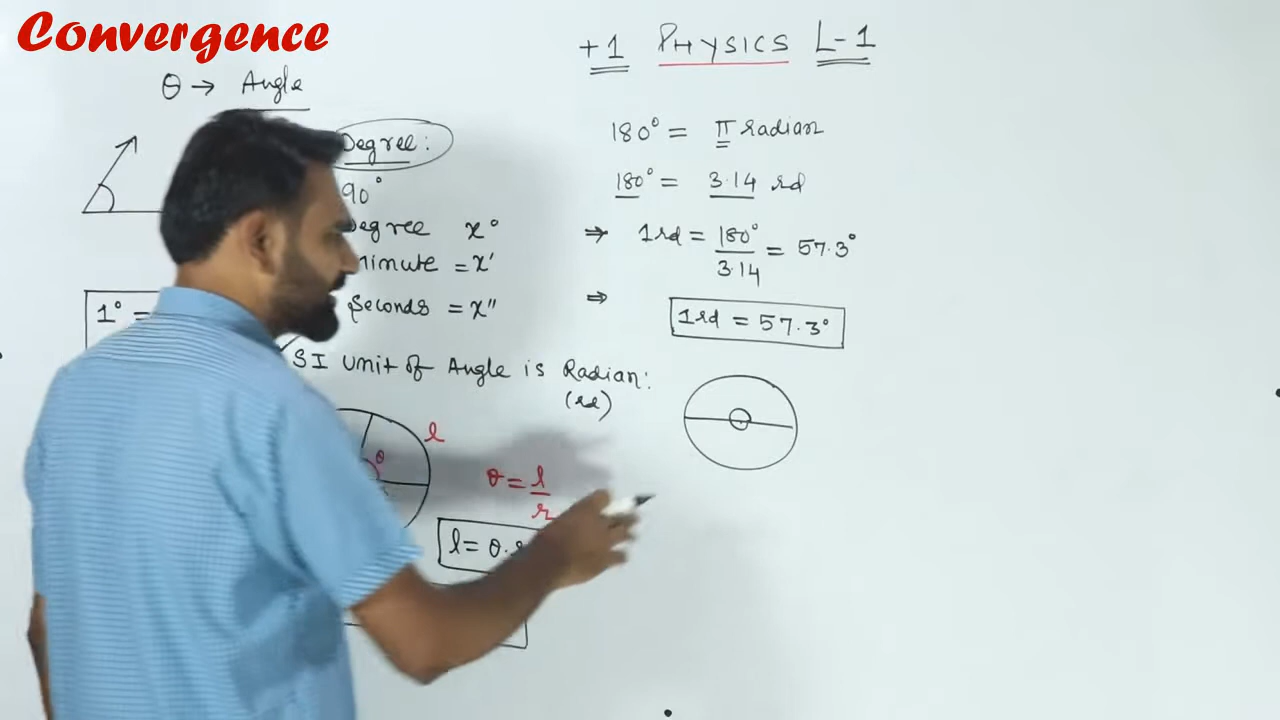 Convergence
+1 PHYSICS L-1
θ → Angle
Degree:
90°
Degree x°
minute = x'
Seconds = x"
1° =
SI Unit of Angle is Radian:
(rd)
l
θ
θ = l/r
l = θ.
180° = π radian
180° = 3.14 rd
⇒ 1rd = 180°/3.14 = 57.3°
⇒ 1rd = 57.3°